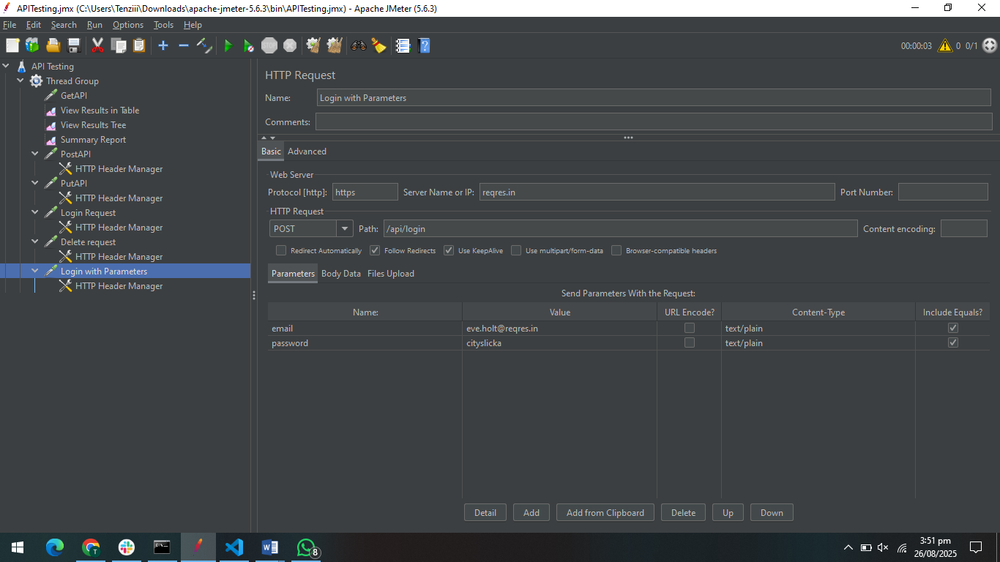 APITesting.jmx (C:\Users\Tenziii\Downloads\apache-jmeter-5.6.3\bin\APITesting.jmx) - Apache JMeter (5.6.3)
File Edit Search Run Options Tools Help
STOP 00:00:03 0 0/1
API Testing
Thread Group
GetAPI
View Results in Table
View Results Tree
Summary Report
PostAPI
HTTP Header Manager
PutAPI
HTTP Header Manager
Login Request
HTTP Header Manager
Delete request
HTTP Header Manager
Login with Parameters
HTTP Header Manager
HTTP Request
Name: Login with Parameters
Comments:
Basic Advanced
Web Server
Protocol [http]: https Server Name or IP: reqres.in Port Number:
HTTP Request
POST Path: /api/login Content encoding:
Redirect Automatically Follow Redirects Use KeepAlive Use multipart/form-data Browser-compatible headers
Parameters Body Data Files Upload
Send Parameters With the Request:
Name: Value URL Encode? Content-Type Include Equals?
email eve.holt@reqres.in text/plain
password cityslicka text/plain
Detail Add Add from Clipboard Delete Up Down
T 8 3:51 pm
26/08/2025